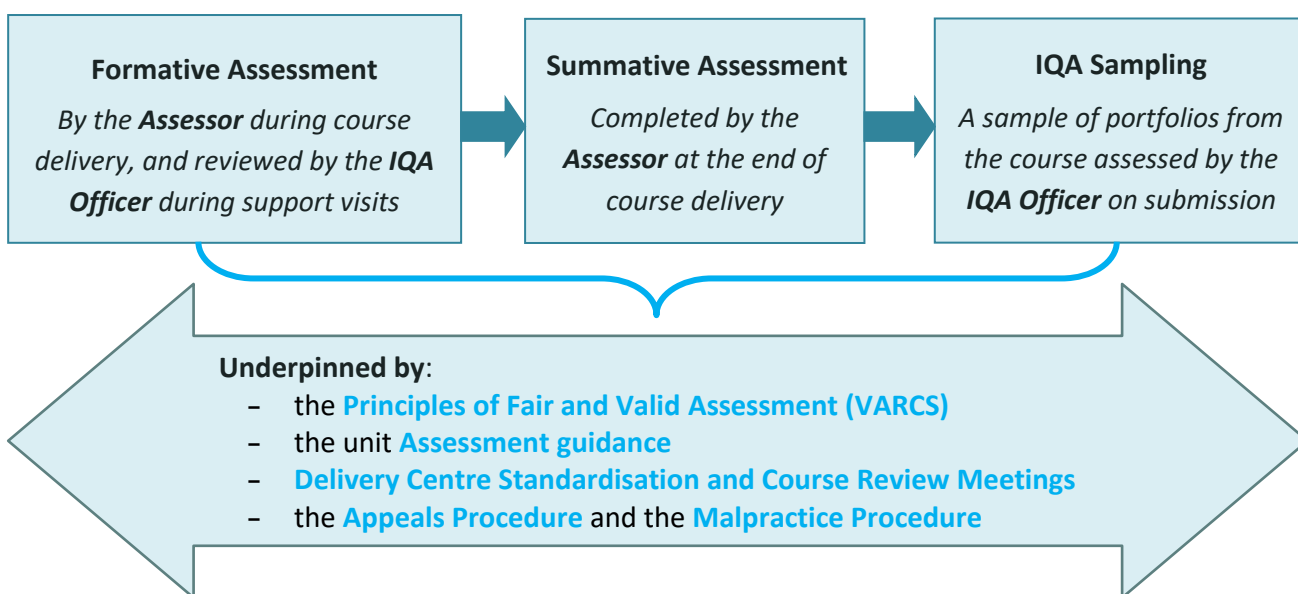 Formative Assessment
By the Assessor during course
delivery, and reviewed by the IQA
Officer during support visits
Summative Assessment
Completed by the
Assessor at the end of
course delivery
IQA Sampling
A sample of portfolios from
the course assessed by the
IQA Officer on submission
Underpinned by:
– the Principles of Fair and Valid Assessment (VARCS)
– the unit Assessment guidance
– Delivery Centre Standardisation and Course Review Meetings
– the Appeals Procedure and the Malpractice Procedure